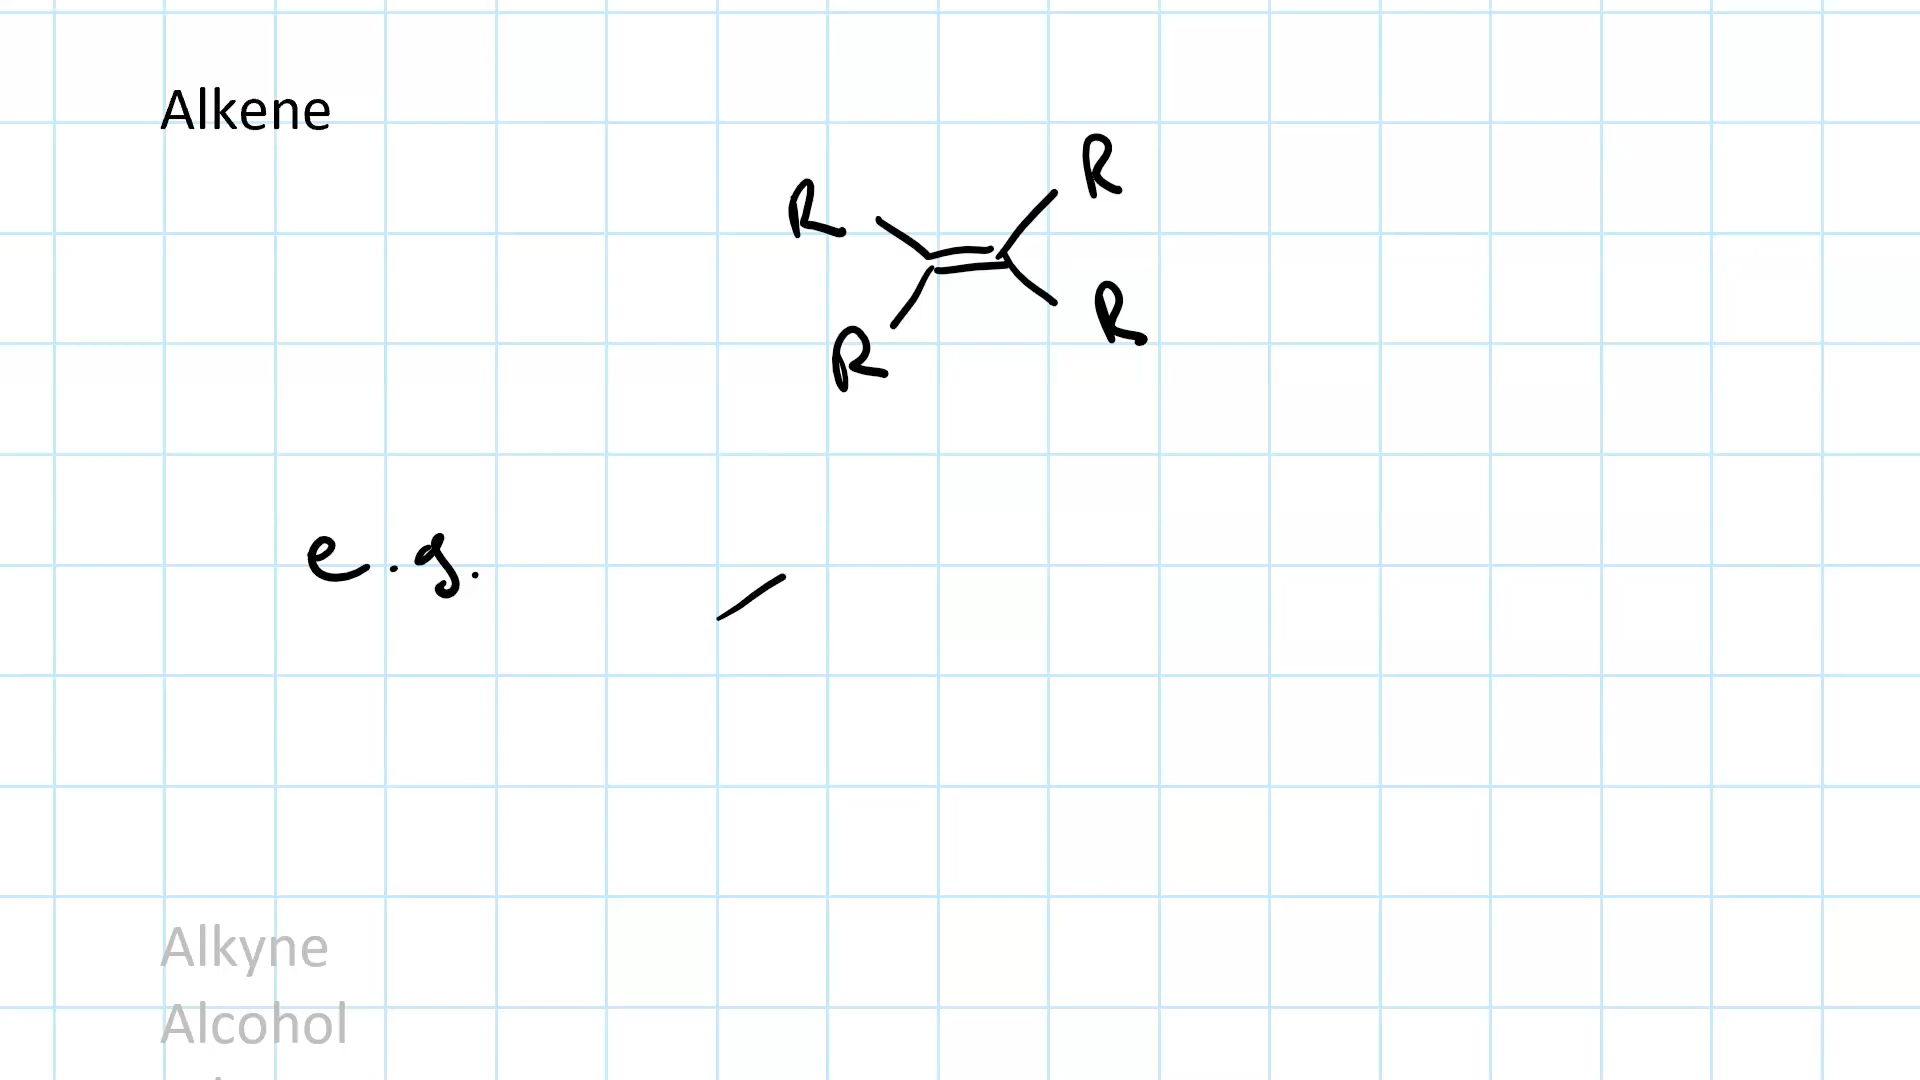 Alkene
R R
R R
e.g.
Alkyne
Alcohol